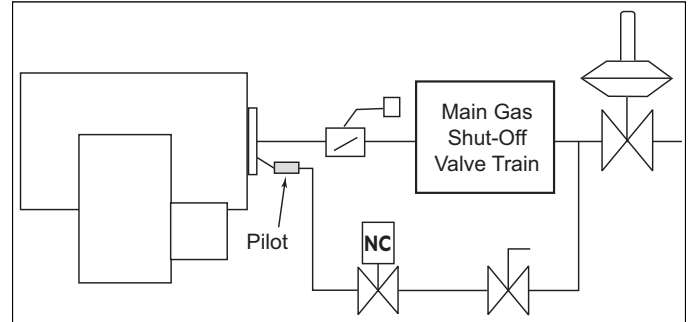 Main Gas
Shut-Off
Valve Train
Pilot
NC